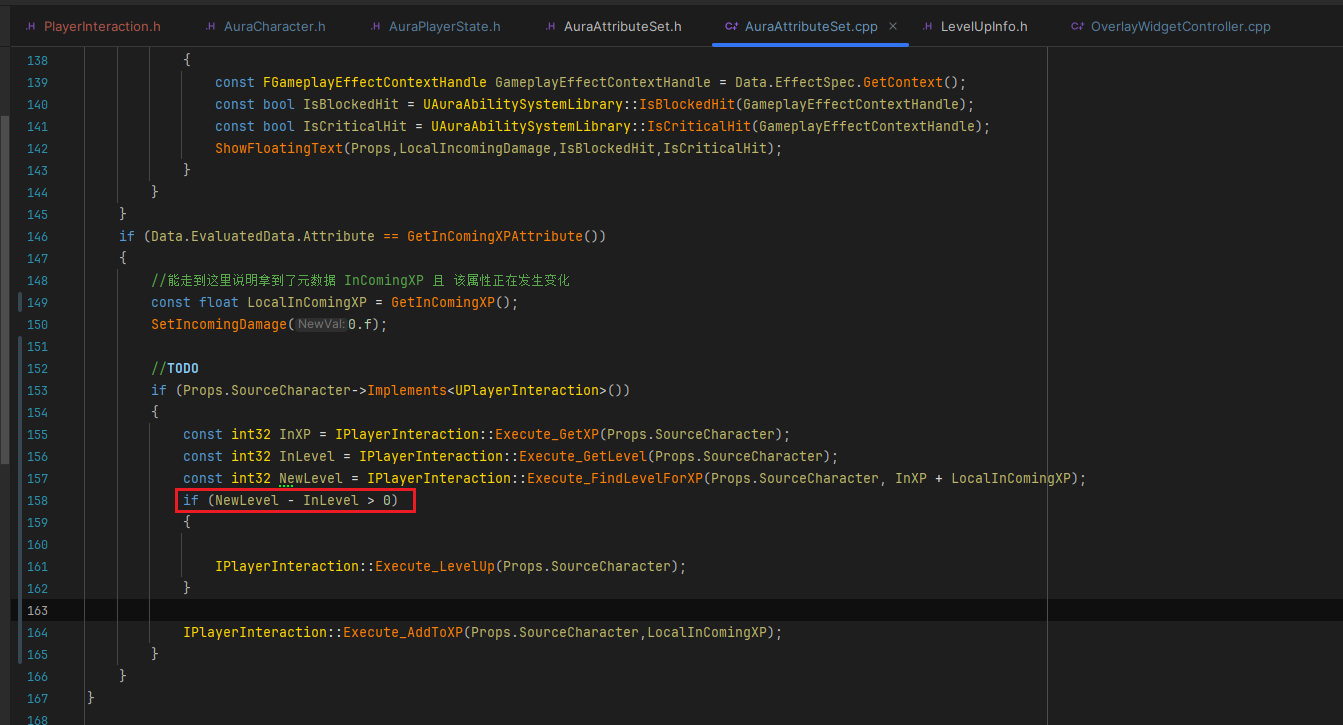 .H PlayerInteraction.h .H AuraCharacter.h .H AuraPlayerState.h .H AuraAttributeSet.h C+ AuraAttributeSet.cpp × .H LevelUpInfo.h C+ OverlayWidgetController.cpp
138 {
139 const FGameplayEffectContextHandle GameplayEffectContextHandle = Data.EffectSpec.GetContext();
140 const bool IsBlockedHit = UAuraAbilitySystemLibrary::IsBlockedHit(GameplayEffectContextHandle);
141 const bool IsCriticalHit = UAuraAbilitySystemLibrary::IsCriticalHit(GameplayEffectContextHandle);
142 ShowFloatingText(Props,LocalIncomingDamage,IsBlockedHit,IsCriticalHit);
143 }
144 }
145 }
146 if (Data.EvaluatedData.Attribute == GetInComingXPAttribute())
147 {
148 //能走到这里说明拿到了元数据 InComingXP 且 该属性正在发生变化
149 const float LocalInComingXP = GetInComingXP();
150 SetIncomingDamage( NewVal: 0.f);
151
152 //TODO
153 if (Props.SourceCharacter->Implements<UPlayerInteraction>())
154 {
155 const int32 InXP = IPlayerInteraction::Execute_GetXP(Props.SourceCharacter);
156 const int32 InLevel = IPlayerInteraction::Execute_GetLevel(Props.SourceCharacter);
157 const int32 NewLevel = IPlayerInteraction::Execute_FindLevelForXP(Props.SourceCharacter, InXP + LocalInComingXP);
158 if (NewLevel - InLevel > 0)
159 {
160
161 IPlayerInteraction::Execute_LevelUp(Props.SourceCharacter);
162 }
163
164 IPlayerInteraction::Execute_AddToXP(Props.SourceCharacter,LocalInComingXP);
165 }
166 }
167 }
168